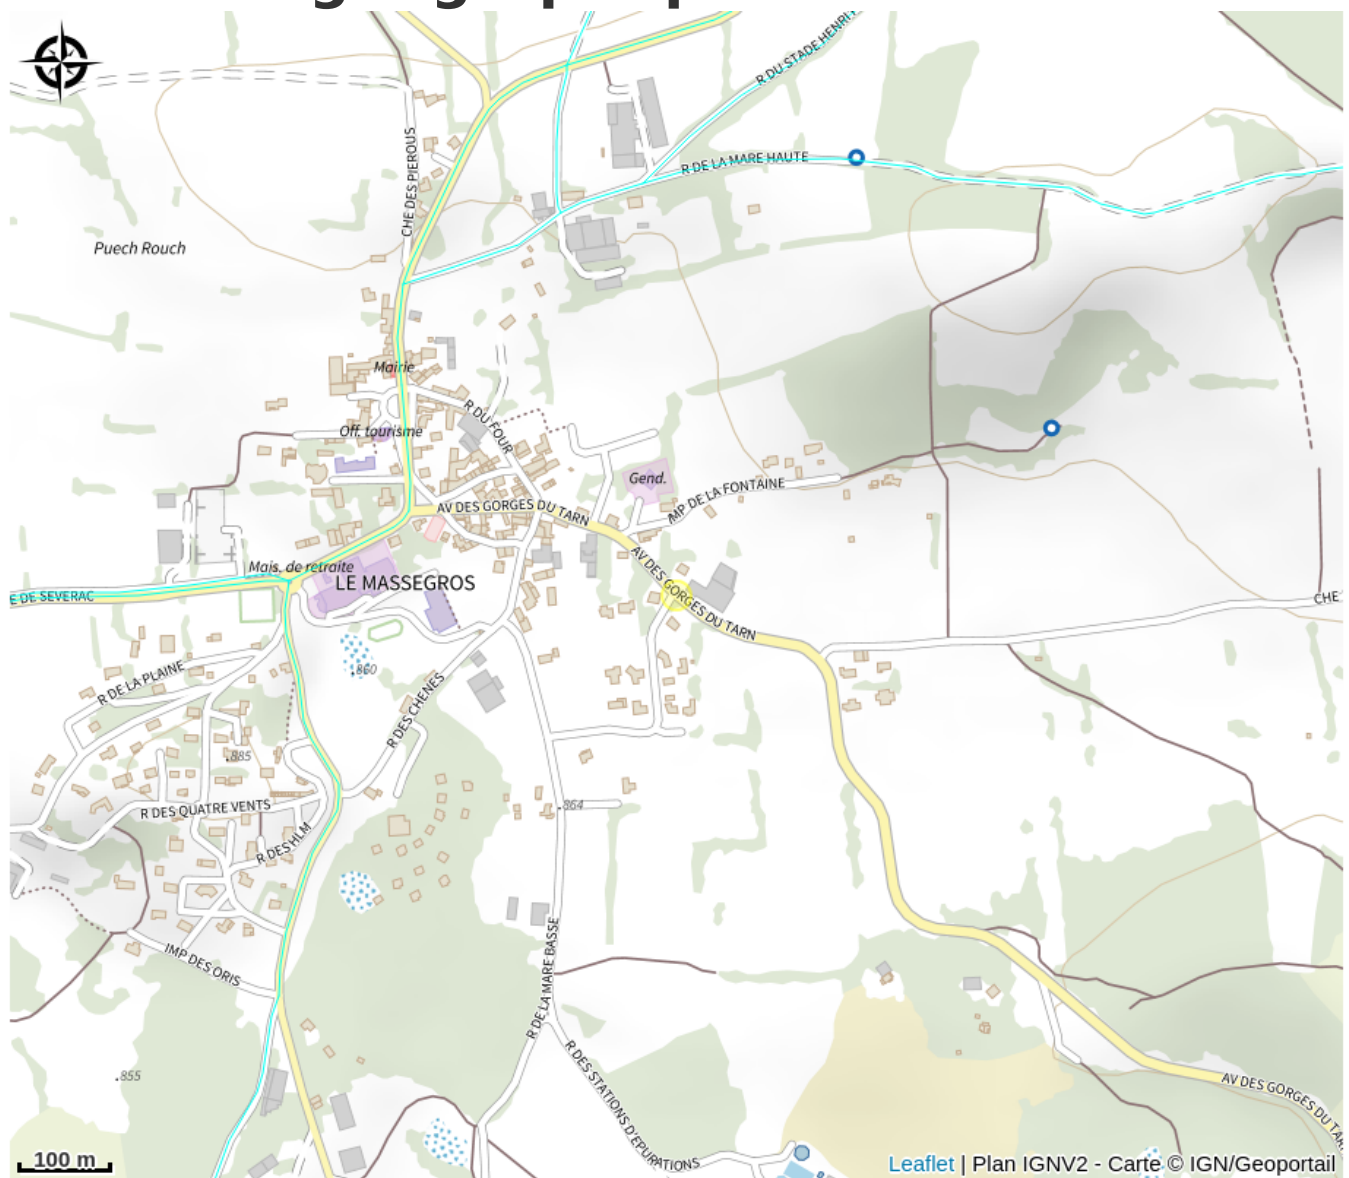 R DU STADE HENRI
CHE DES PIEROUS
R DE LA MARE HAUTE
Puech Rouch
Mairie
R DU FOUR
Off. tourisme
Gend.
IMP DE LA FONTAINE
AV DES GORGES DU TARN
Mais. de retraite
LE MASSEGROS
E DE SEVERAC
AV DES GORGES DU TARN
CHE
.860
R DE LA PLAINE
R DES CHENES
.885
R DES QUATRE VENTS
.864
R DES HLM
IMP DES ORIS
R DE LA MARE BASSE
R DES STATIONS D'EPURATIONS
.855
AV DES GORGES DU TAR
100 m
Leaflet | Plan IGNV2 - Carte © IGN/Geoportail